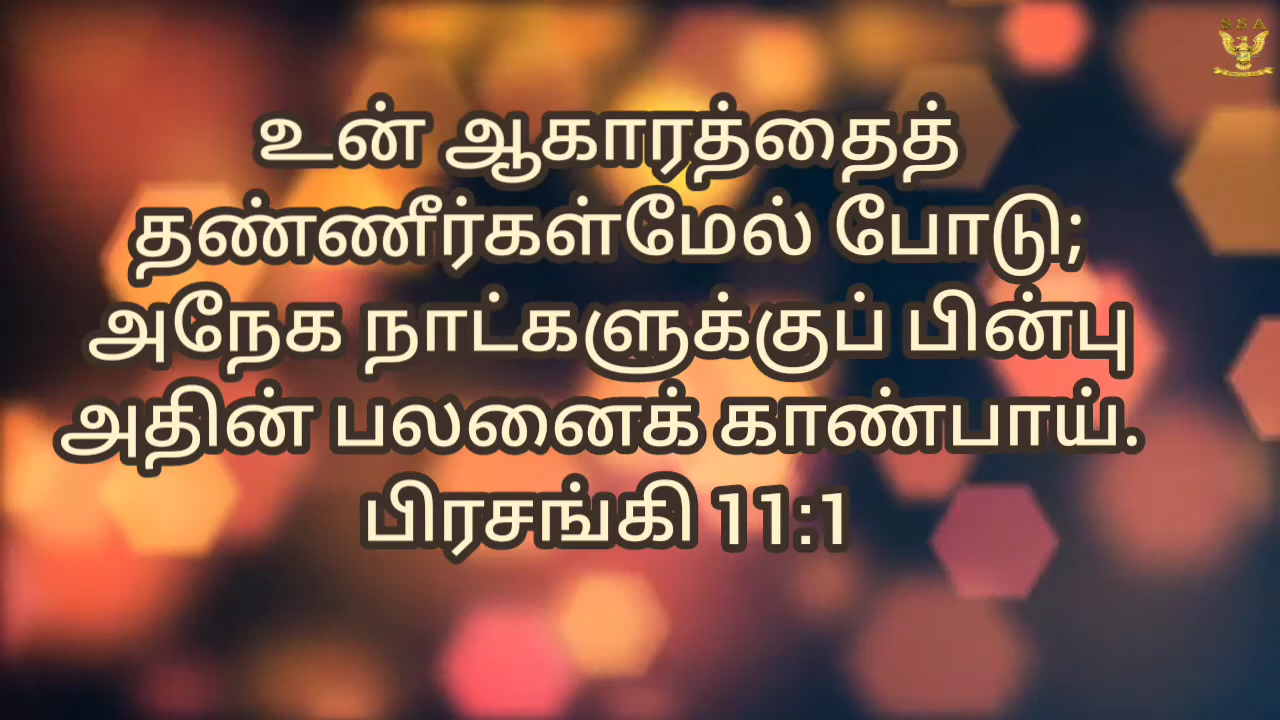 S S A
உன் ஆகாரத்தைத்
தண்ணீர்கள்மேல் போடு;
அநேக நாட்களுக்குப் பின்பு
அதின் பலனைக் காண்பாய்.
பிரசங்கி 11:1